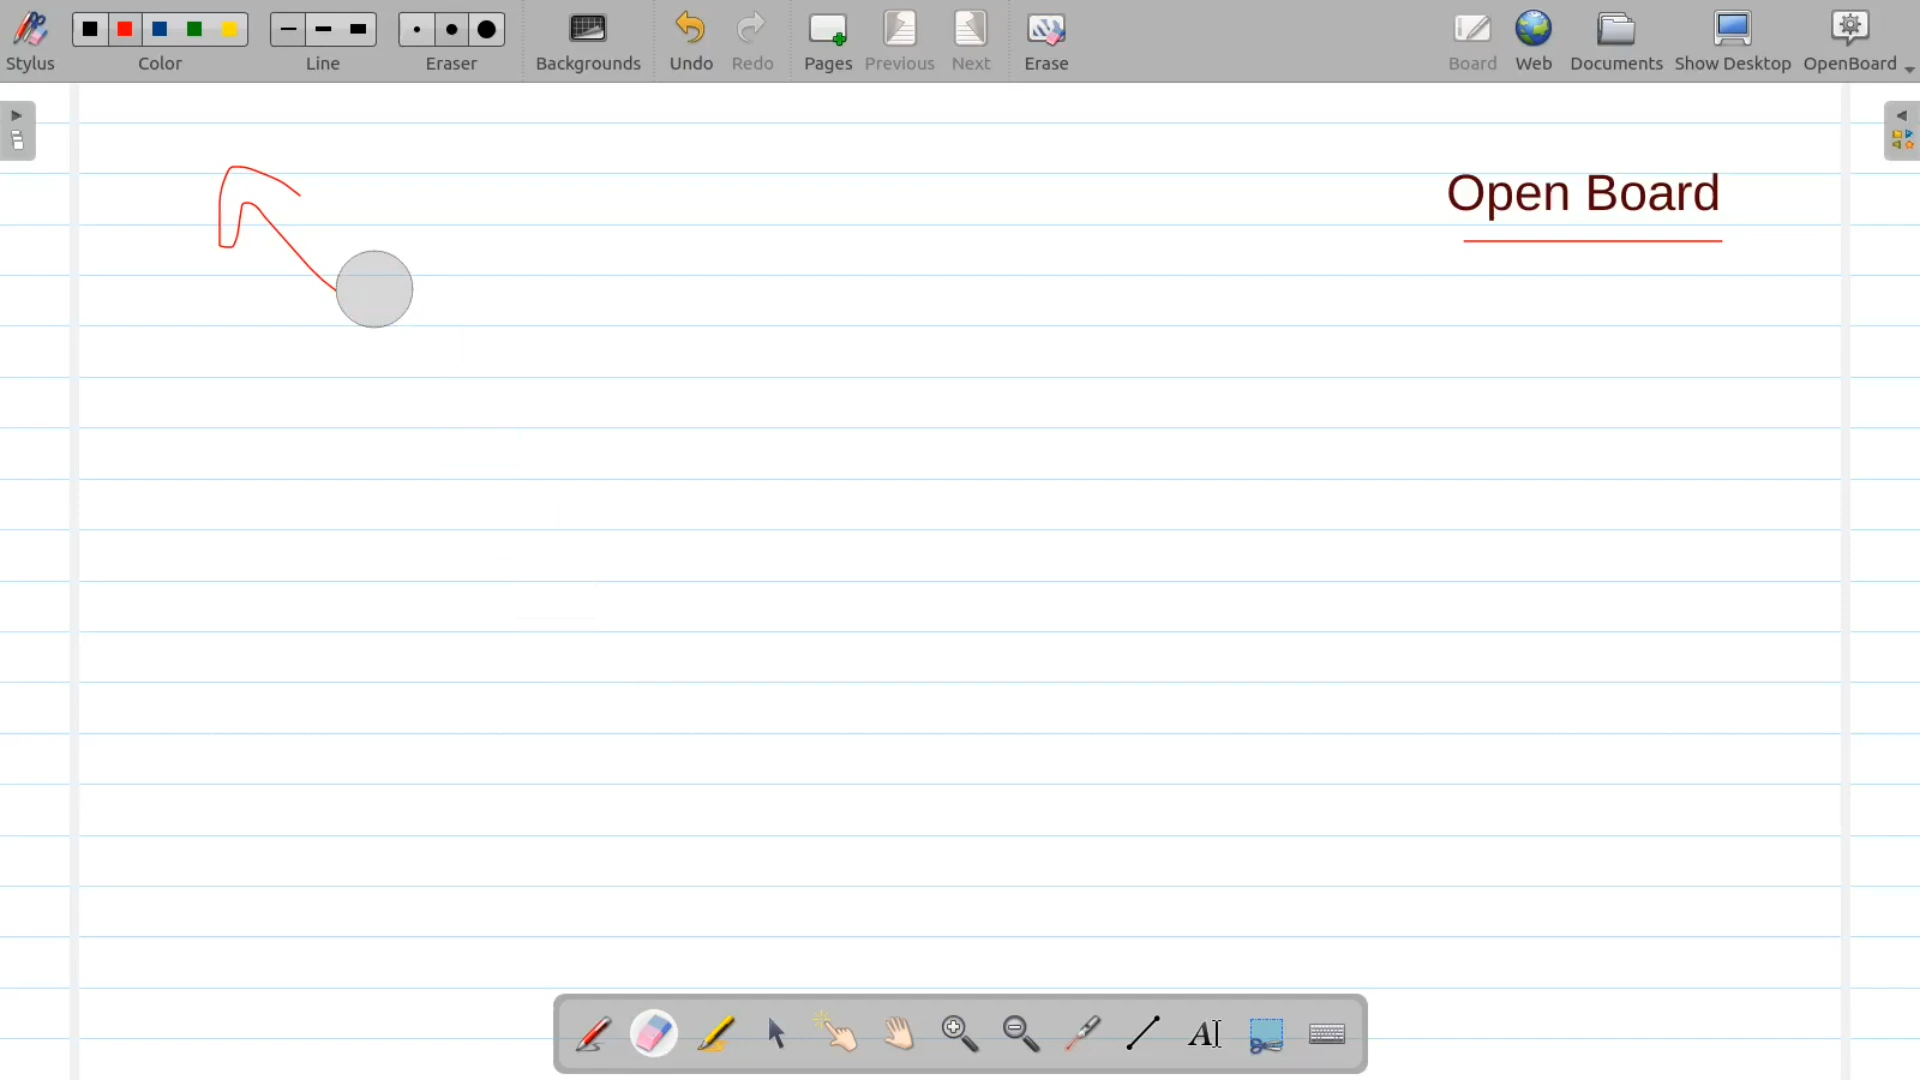 Stylus Color Line Eraser Backgrounds Undo Redo Pages Previous Next Erase Board Web Documents Show Desktop OpenBoard
Open Board
AI